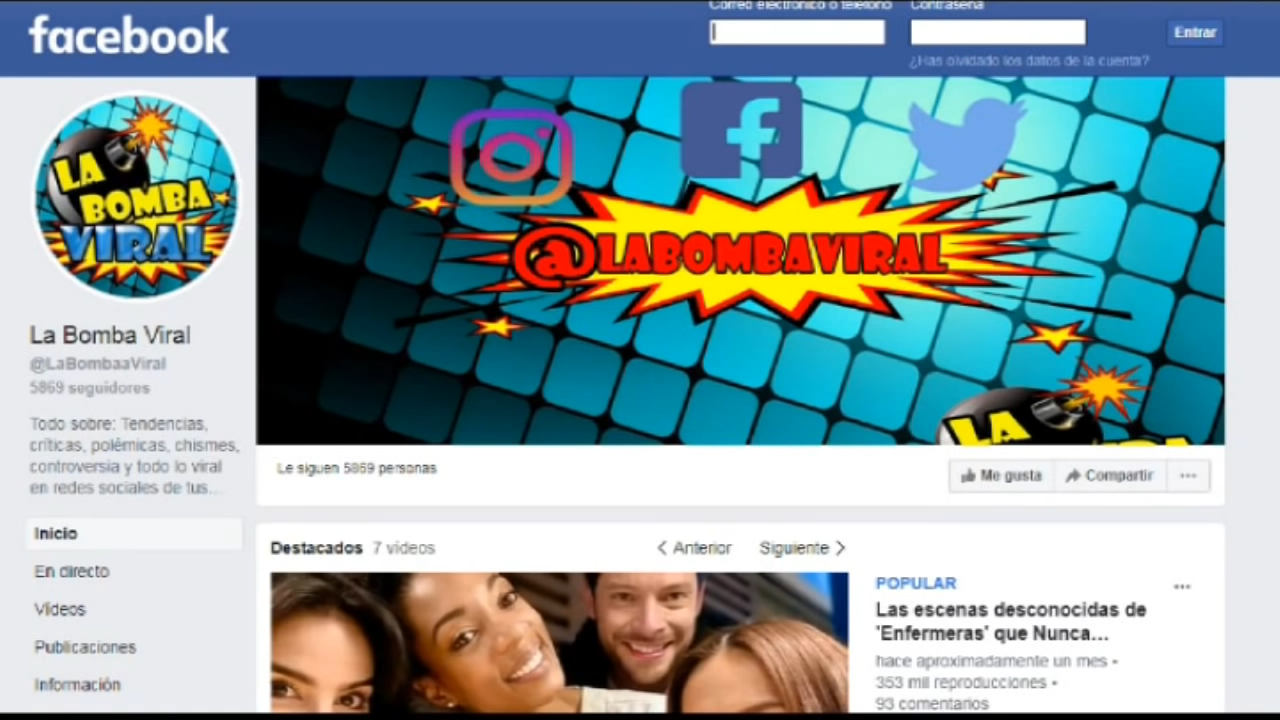 Correo electrónico o teléfono
Contraseña
facebook
Entrar
¿Has olvidado los datos de la cuenta?
LA
BOMBA
VIRAL
@LABOMBAVIRAL
La Bomba Viral
@LaBombaaViral
5869 seguidores
Todo sobre: Tendencias,
críticas, polémicas, chismes,
controversia y todo lo viral
en redes sociales de tus...
LA
Le siguen 5869 personas
Me gusta
Compartir
Inicio
En directo
Vídeos
Publicaciones
Información
Destacados 7 vídeos
Anterior
Siguiente
POPULAR
Las escenas desconocidas de
'Enfermeras' que Nunca...
hace aproximadamente un mes •
353 mil reproducciones •
93 comentarios